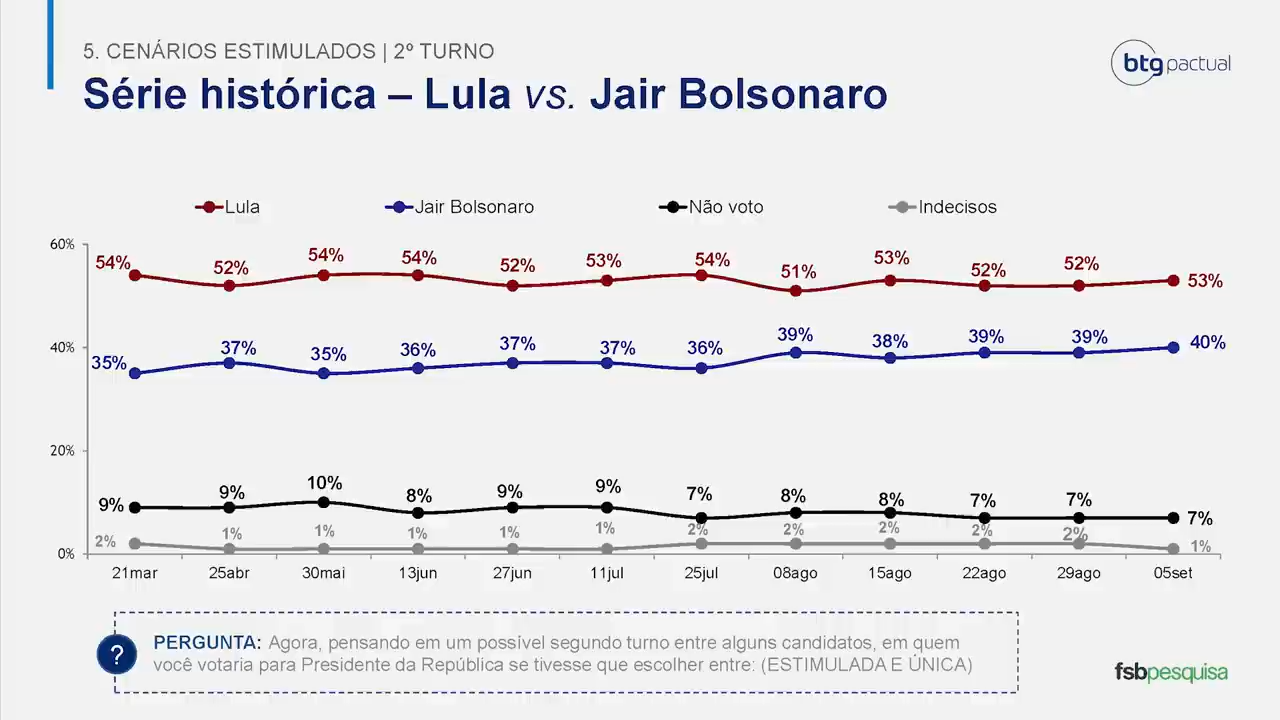 5. CENÁRIOS ESTIMULADOS | 2º TURNO
Série histórica – Lula vs. Jair Bolsonaro
btgpactual
Lula Jair Bolsonaro Não voto Indecisos
60%
54% 52% 54% 54% 52% 53% 54% 51% 53% 52% 52% 53%
40%
35% 37% 35% 36% 37% 37% 36% 39% 38% 39% 39% 40%
20%
9% 9% 10% 8% 9% 9% 7% 8% 8% 7% 7% 7%
2% 1% 1% 1% 1% 1% 2% 2% 2% 2% 2% 1%
0%
21mar 25abr 30mai 13jun 27jun 11jul 25jul 08ago 15ago 22ago 29ago 05set
?
PERGUNTA: Agora, pensando em um possível segundo turno entre alguns candidatos, em quem
você votaria para Presidente da República se tivesse que escolher entre: (ESTIMULADA E ÚNICA)
fsbpesquisa